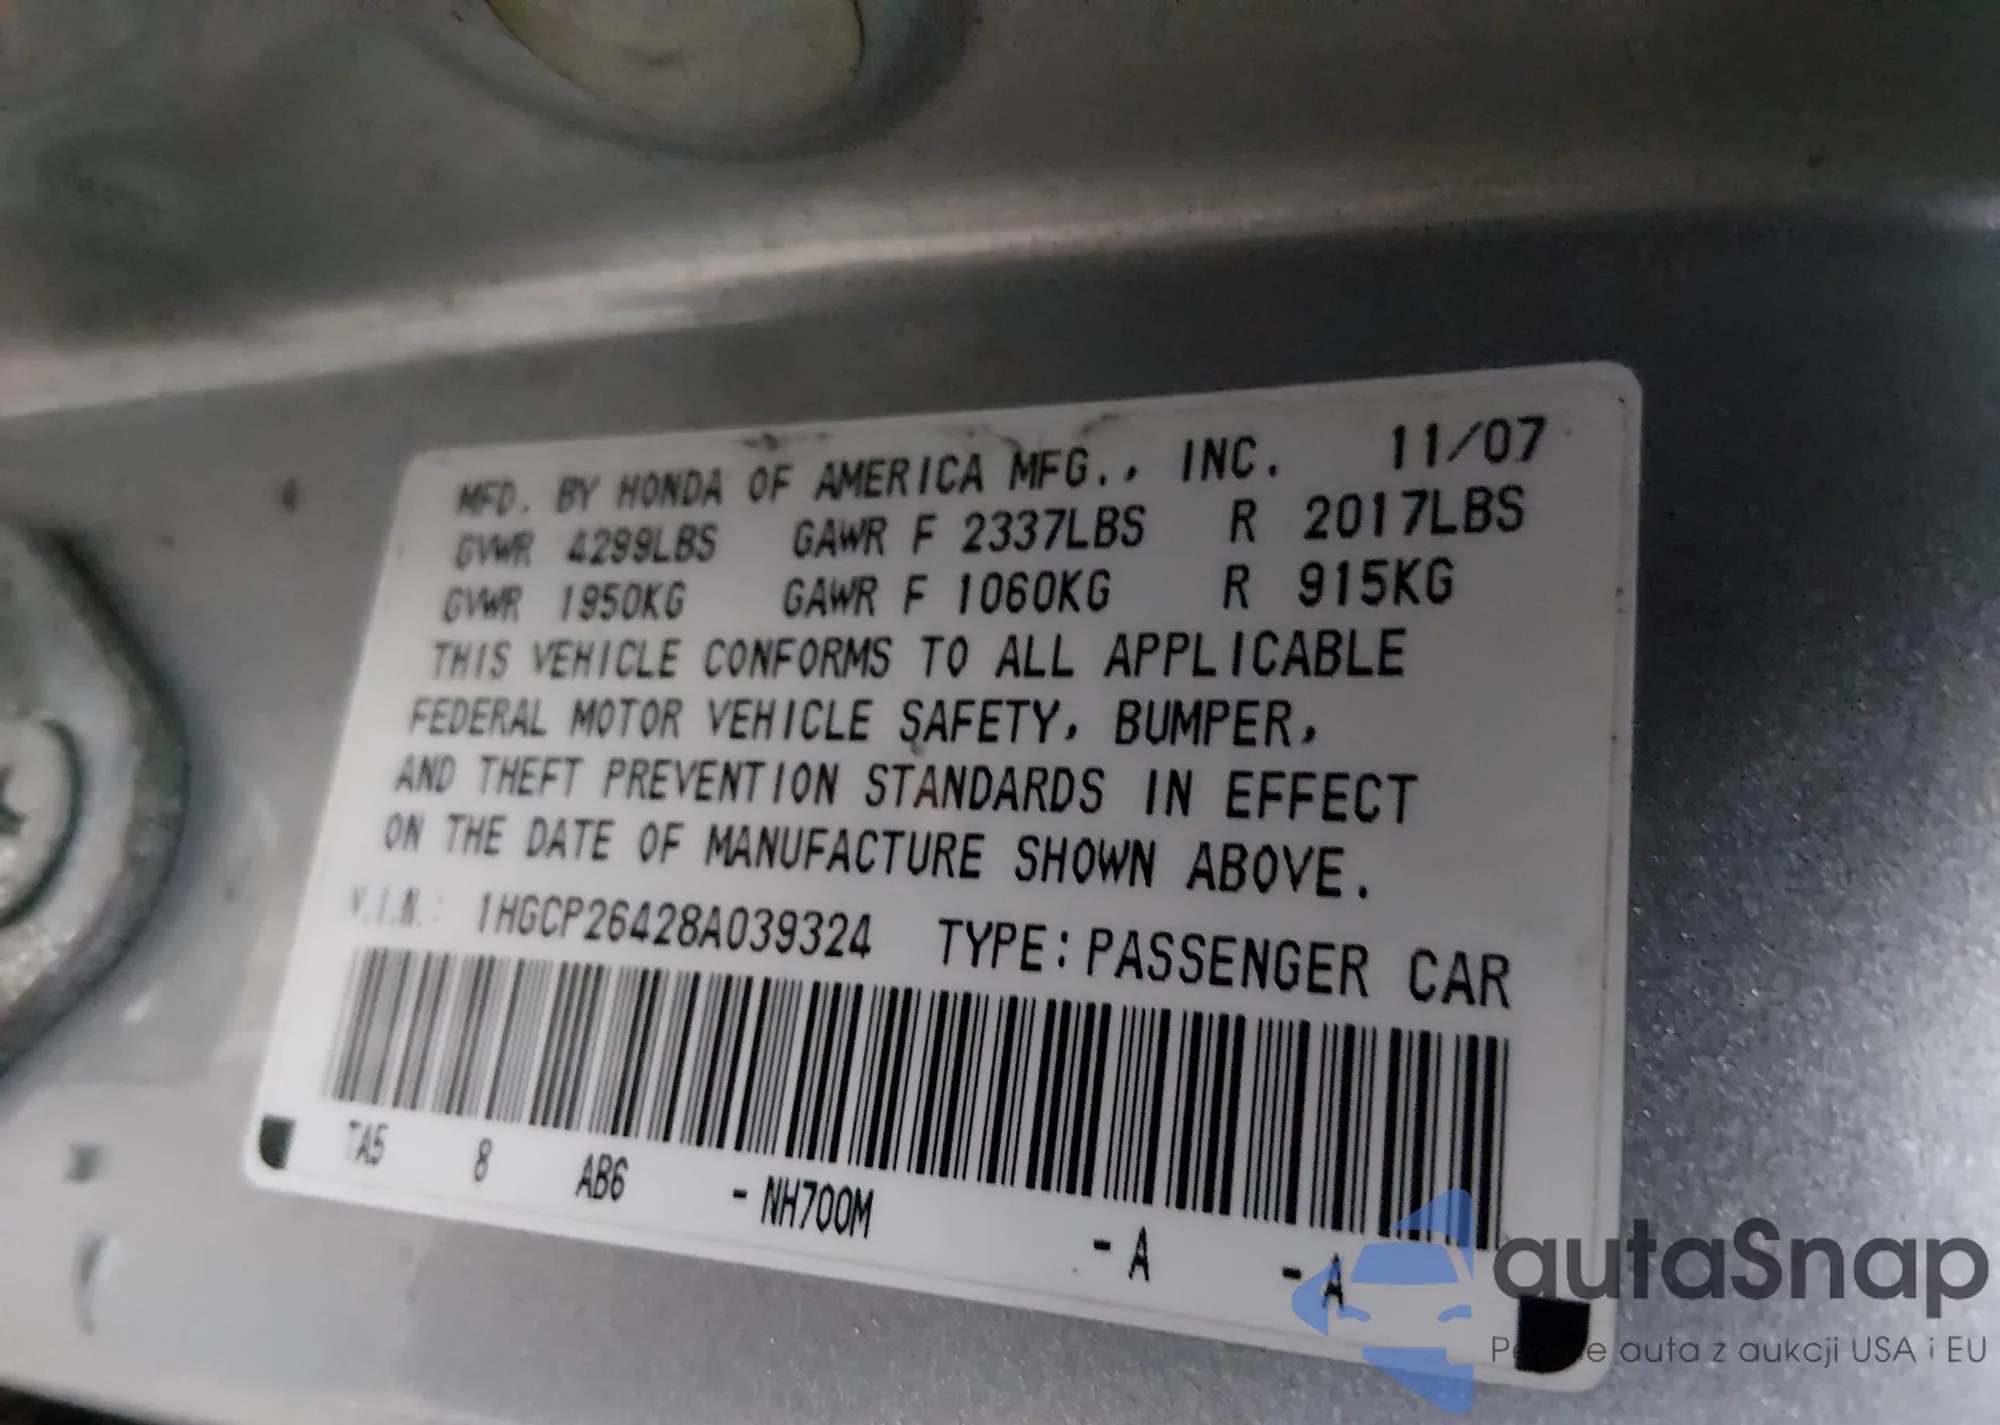 MFD. BY HONDA OF AMERICA MFG., INC. 11/07
GVWR 4299LBS GAWR F 2337LBS R 2017LBS
GVWR 1950KG GAWR F 1060KG R 915KG
THIS VEHICLE CONFORMS TO ALL APPLICABLE
FEDERAL MOTOR VEHICLE SAFETY, BUMPER,
AND THEFT PREVENTION STANDARDS IN EFFECT
ON THE DATE OF MANUFACTURE SHOWN ABOVE.
V.I.N.: 1HGCP26428A039324 TYPE: PASSENGER CAR
TA5 8 AB6 - NH700M - A - A
autaSnap
auta z aukcji USA i EU